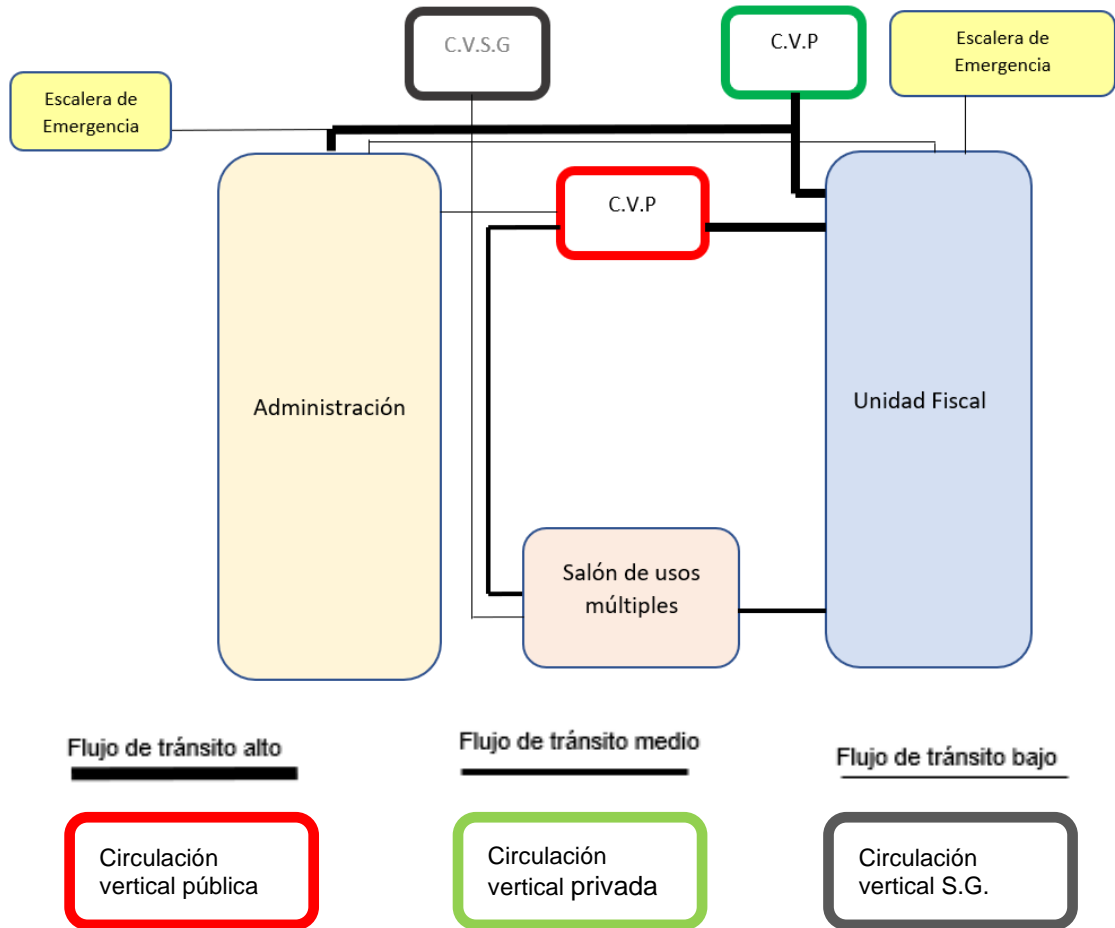 C.V.S.G
C.V.P
Escalera de
Emergencia
Escalera de
Emergencia
C.V.P
Administración
Unidad Fiscal
Salón de usos
múltiples
Flujo de tránsito alto
Flujo de tránsito medio
Flujo de tránsito bajo
Circulación
vertical pública
Circulación
vertical privada
Circulación
vertical S.G.